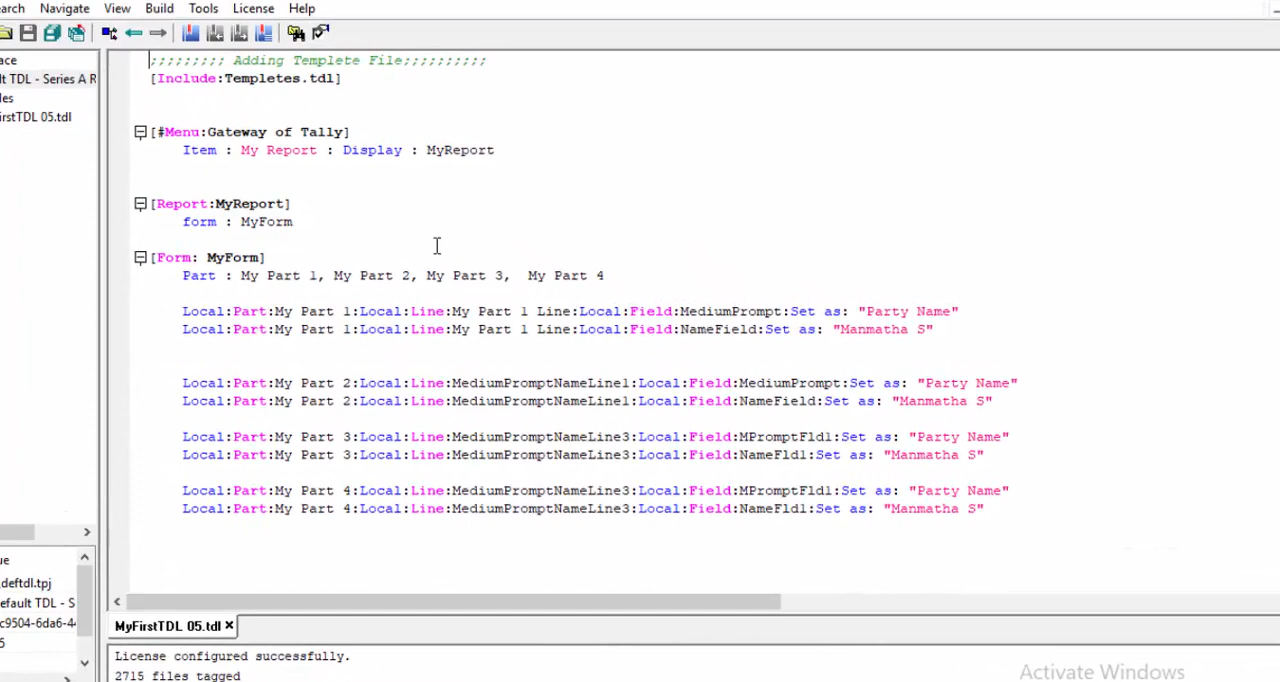 earch Navigate View Build Tools License Help
ace
lt TDL - Series A R
les
irstTDL 05.tdl
;;;;;;;;; Adding Templete File;;;;;;;;;;
[Include:Templetes.tdl]
[#Menu:Gateway of Tally]
Item : My Report : Display : MyReport
[Report:MyReport]
form : MyForm
[Form: MyForm]
Part : My Part 1, My Part 2, My Part 3, My Part 4
Local:Part:My Part 1:Local:Line:My Part 1 Line:Local:Field:MediumPrompt:Set as: "Party Name"
Local:Part:My Part 1:Local:Line:My Part 1 Line:Local:Field:NameField:Set as: "Manmatha S"
Local:Part:My Part 2:Local:Line:MediumPromptNameLine1:Local:Field:MediumPrompt:Set as: "Party Name"
Local:Part:My Part 2:Local:Line:MediumPromptNameLine1:Local:Field:NameField:Set as: "Manmatha S"
Local:Part:My Part 3:Local:Line:MediumPromptNameLine3:Local:Field:MPromptFld1:Set as: "Party Name"
Local:Part:My Part 3:Local:Line:MediumPromptNameLine3:Local:Field:NameFld1:Set as: "Manmatha S"
Local:Part:My Part 4:Local:Line:MediumPromptNameLine3:Local:Field:MPromptFld1:Set as: "Party Name"
Local:Part:My Part 4:Local:Line:MediumPromptNameLine3:Local:Field:NameFld1:Set as: "Manmatha S"
ue
_deftdl.tpj
efault TDL - S
c9504-6da6-4
5
MyFirstTDL 05.tdl
License configured successfully.
2715 files tagged
Activate Windows